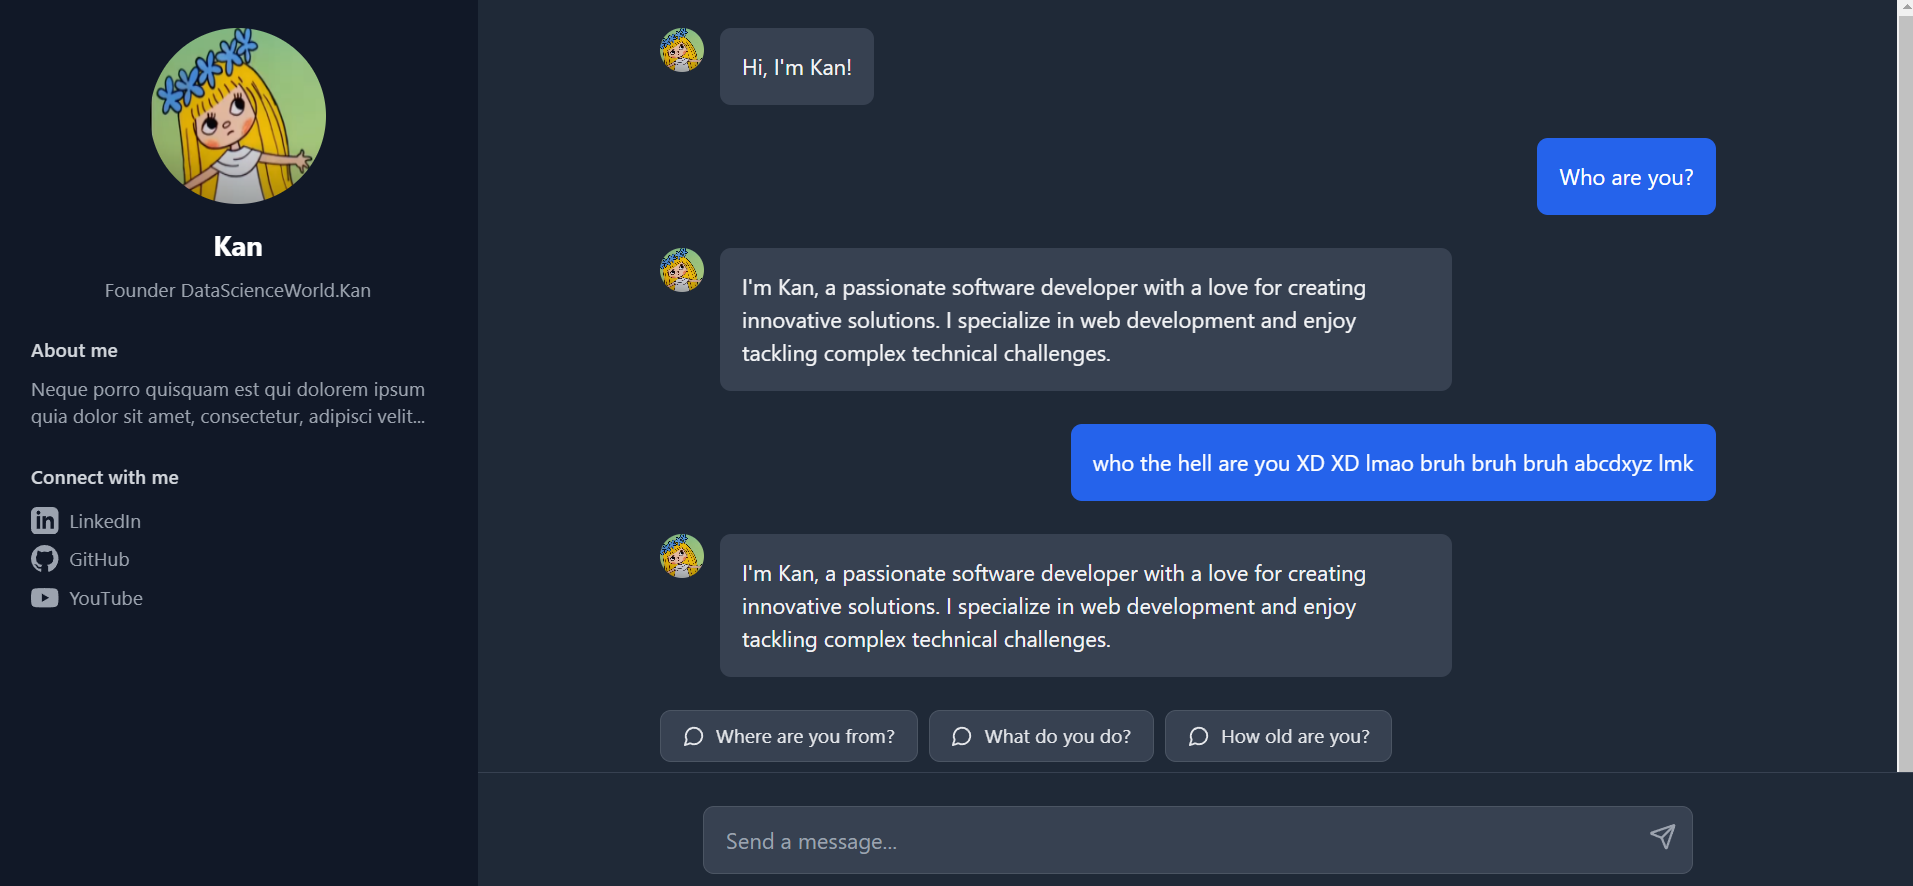 Kan
Founder DataScienceWorld.Kan
About me
Neque porro quisquam est qui dolorem ipsum
quia dolor sit amet, consectetur, adipisci velit...
Connect with me
LinkedIn
GitHub
YouTube
Hi, I'm Kan!
Who are you?
I'm Kan, a passionate software developer with a love for creating
innovative solutions. I specialize in web development and enjoy
tackling complex technical challenges.
who the hell are you XD XD lmao bruh bruh bruh abcdxyz lmk
I'm Kan, a passionate software developer with a love for creating
innovative solutions. I specialize in web development and enjoy
tackling complex technical challenges.
Where are you from?
What do you do?
How old are you?
Send a message...